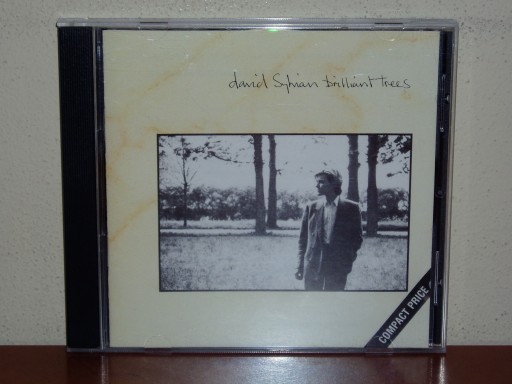 david Sylvian brilliant trees
COMPACT PRICE